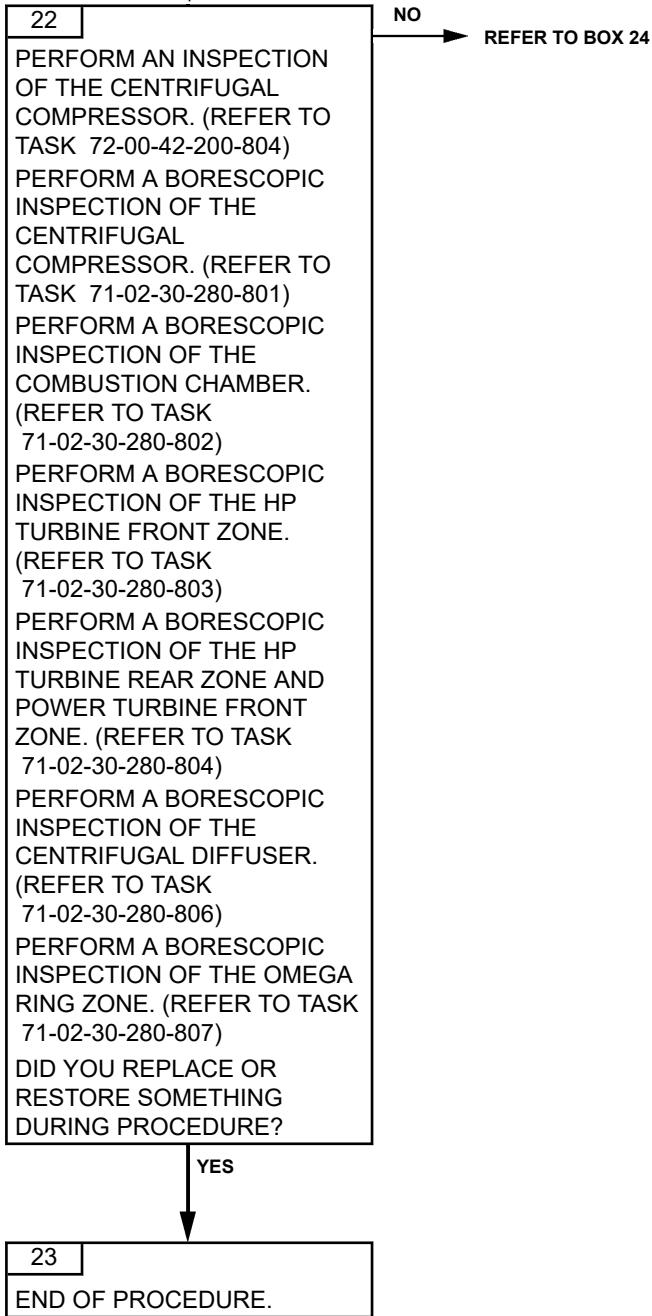 22
NO
REFER TO BOX 24
PERFORM AN INSPECTION
OF THE CENTRIFUGAL
COMPRESSOR. (REFER TO
TASK 72-00-42-200-804)
PERFORM A BORESCOPIC
INSPECTION OF THE
CENTRIFUGAL
COMPRESSOR. (REFER TO
TASK 71-02-30-280-801)
PERFORM A BORESCOPIC
INSPECTION OF THE
COMBUSTION CHAMBER.
(REFER TO TASK
71-02-30-280-802)
PERFORM A BORESCOPIC
INSPECTION OF THE HP
TURBINE FRONT ZONE.
(REFER TO TASK
71-02-30-280-803)
PERFORM A BORESCOPIC
INSPECTION OF THE HP
TURBINE REAR ZONE AND
POWER TURBINE FRONT
ZONE. (REFER TO TASK
71-02-30-280-804)
PERFORM A BORESCOPIC
INSPECTION OF THE
CENTRIFUGAL DIFFUSER.
(REFER TO TASK
71-02-30-280-806)
PERFORM A BORESCOPIC
INSPECTION OF THE OMEGA
RING ZONE. (REFER TO TASK
71-02-30-280-807)
DID YOU REPLACE OR
RESTORE SOMETHING
DURING PROCEDURE?
YES
23
END OF PROCEDURE.